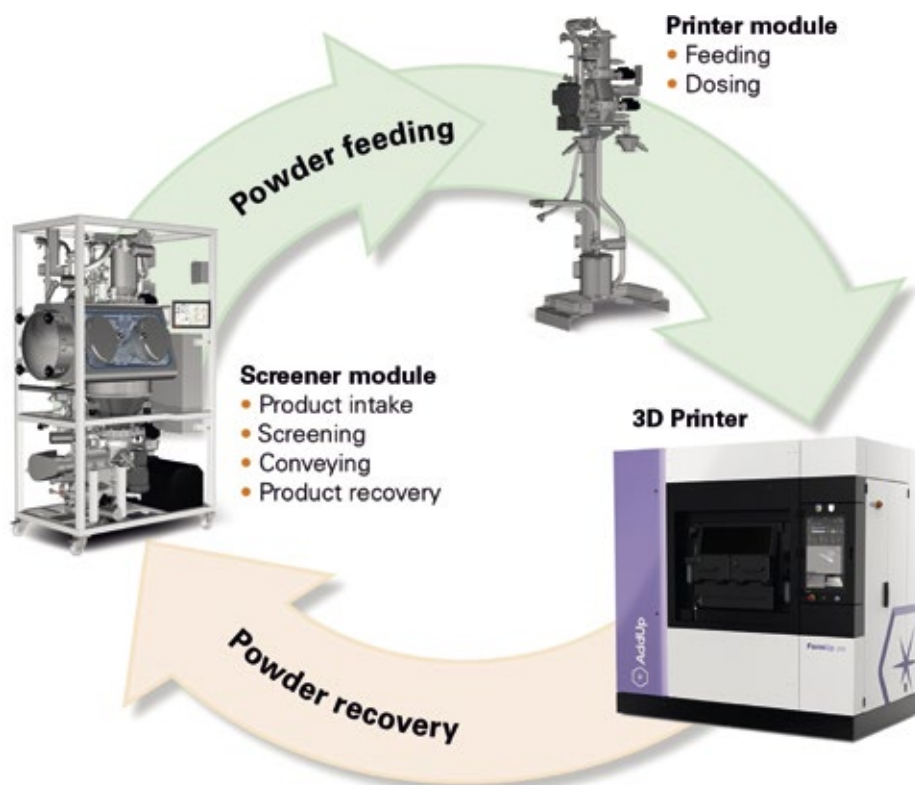 Printer module
• Feeding
• Dosing
Powder feeding
Screener module
• Product intake
• Screening
• Conveying
• Product recovery
3D Printer
AddUp
Powder recovery